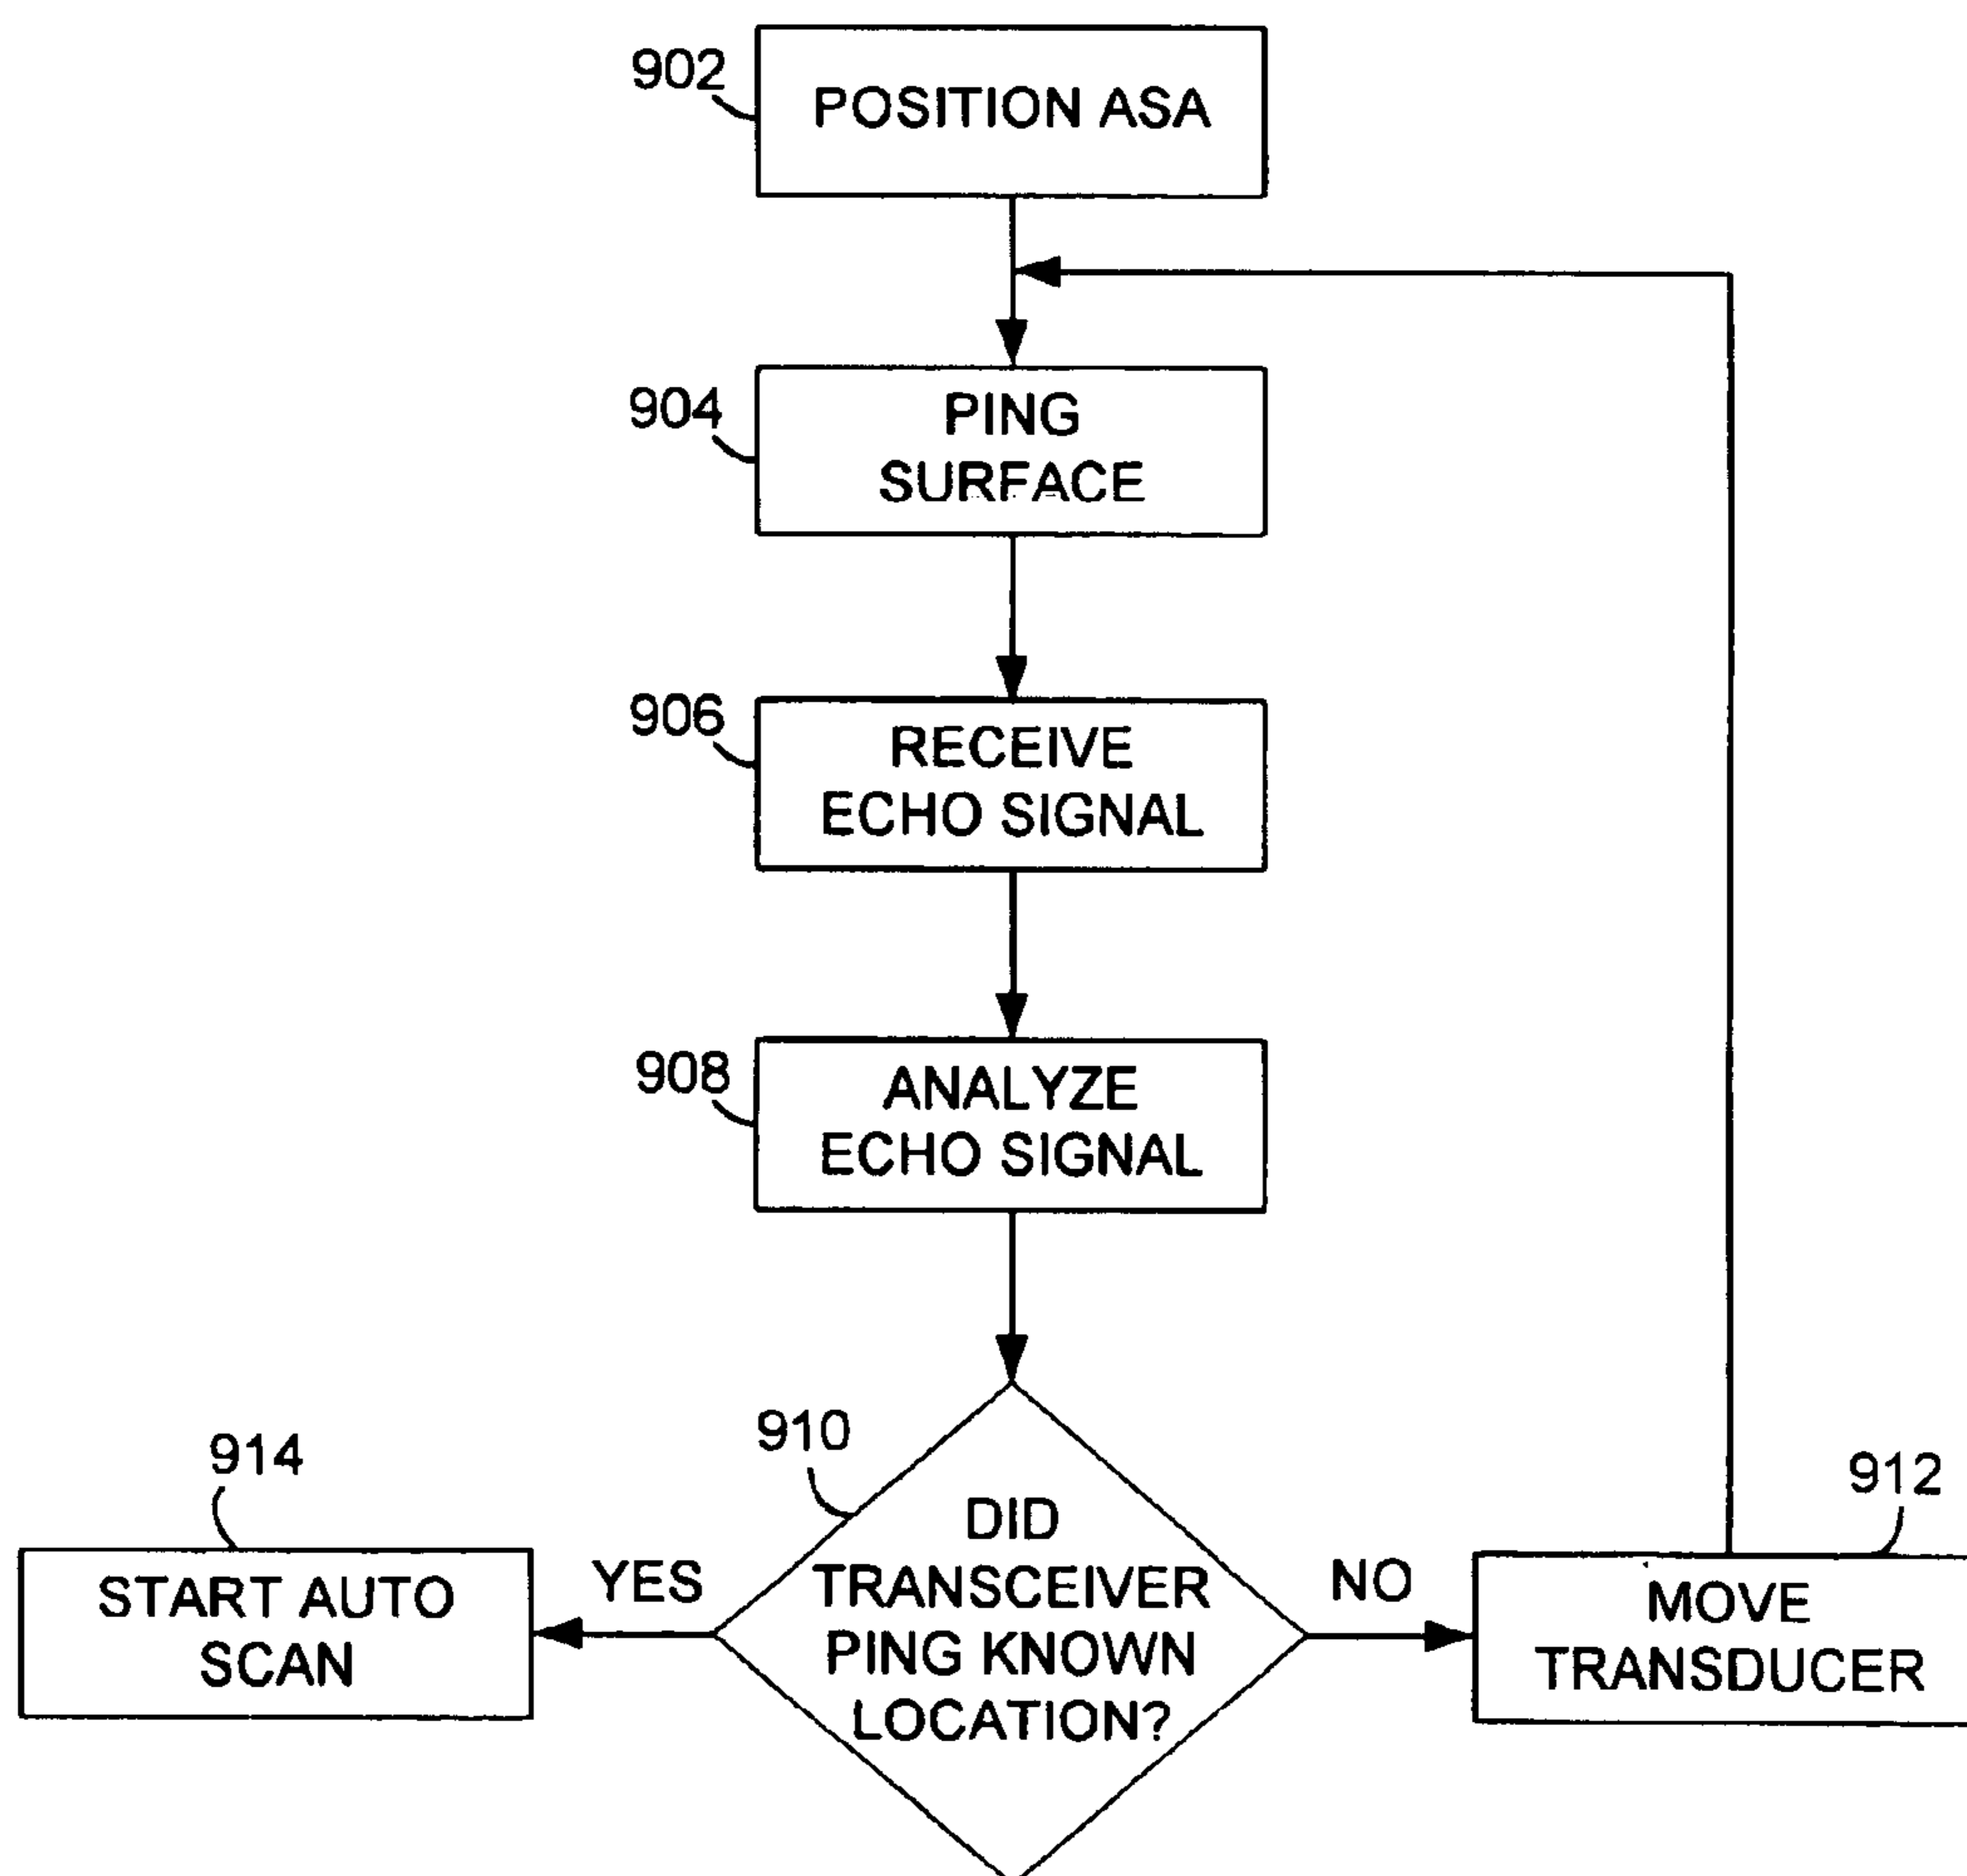 902
POSITION ASA
904
PING
SURFACE
906
RECEIVE
ECHO SIGNAL
908
ANALYZE
ECHO SIGNAL
910
DID
TRANSCEIVER
PING KNOWN
LOCATION?
914
YES
START AUTO
SCAN
912
NO
MOVE
TRANSDUCER